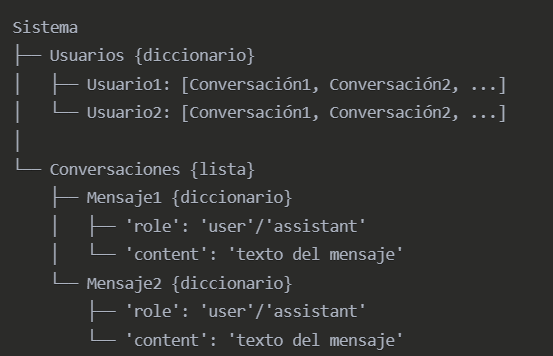 Sistema
├── Usuarios {diccionario}
│   ├── Usuario1: [Conversación1, Conversación2, ...]
│   └── Usuario2: [Conversación1, Conversación2, ...]
│
└── Conversaciones {lista}
    ├── Mensaje1 {diccionario}
    │   ├── 'role': 'user'/'assistant'
    │   └── 'content': 'texto del mensaje'
    └── Mensaje2 {diccionario}
        ├── 'role': 'user'/'assistant'
        └── 'content': 'texto del mensaje'